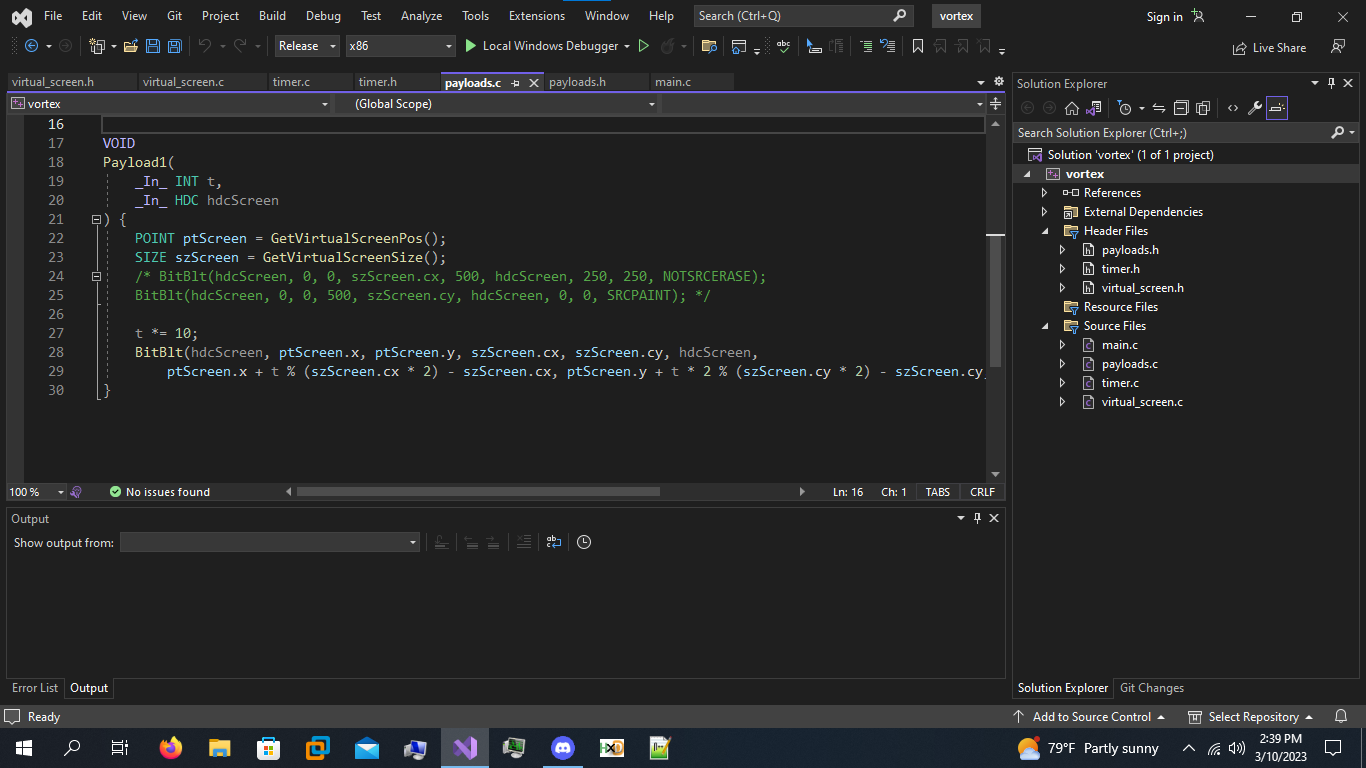 File Edit View Git Project Build Debug Test Analyze Tools Extensions Window Help Search (Ctrl+Q) vortex Sign in
Release x86 Local Windows Debugger Live Share
virtual_screen.h virtual_screen.c timer.c timer.h payloads.c payloads.h main.c
vortex (Global Scope)
16
17 VOID
18 Payload1(
19 _In_ INT t,
20 _In_ HDC hdcScreen
21 ) {
22 POINT ptScreen = GetVirtualScreenPos();
23 SIZE szScreen = GetVirtualScreenSize();
24 /* BitBlt(hdcScreen, 0, 0, szScreen.cx, 500, hdcScreen, 250, 250, NOTSRCERASE);
25 BitBlt(hdcScreen, 0, 0, 500, szScreen.cy, hdcScreen, 0, 0, SRCPAINT); */
26
27 t *= 10;
28 BitBlt(hdcScreen, ptScreen.x, ptScreen.y, szScreen.cx, szScreen.cy, hdcScreen,
29 ptScreen.x + t % (szScreen.cx * 2) - szScreen.cx, ptScreen.y + t * 2 % (szScreen.cy * 2) - szScreen.cy,
30 }
100 % No issues found Ln: 16 Ch: 1 TABS CRLF
Output
Show output from:
Error List Output
Solution Explorer
Search Solution Explorer (Ctrl+;)
Solution 'vortex' (1 of 1 project)
vortex
References
External Dependencies
Header Files
payloads.h
timer.h
virtual_screen.h
Resource Files
Source Files
main.c
payloads.c
timer.c
virtual_screen.c
Solution Explorer Git Changes
Ready Add to Source Control Select Repository
79°F Partly sunny 2:39 PM
3/10/2023